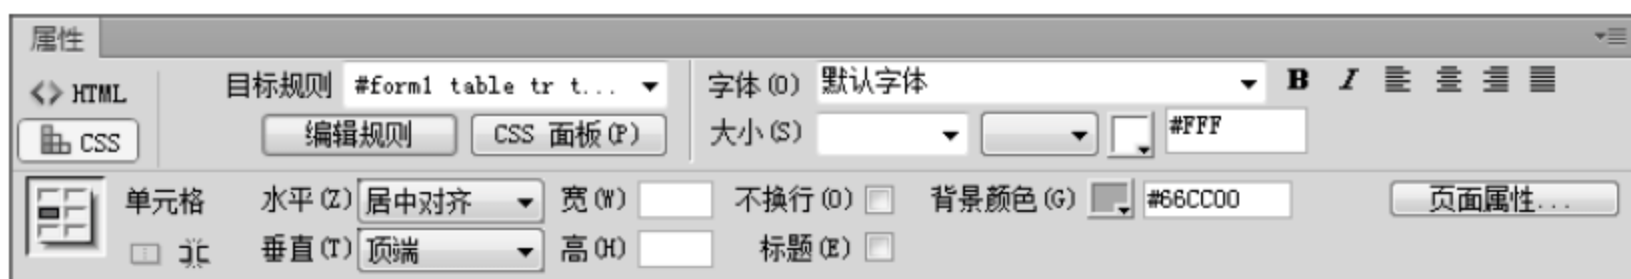 属性
HTML 目标规则 #form1 table tr t... 字体(O) 默认字体 B I
CSS 编辑规则 CSS 面板(P) 大小(S) #FFF
单元格 水平(Z) 居中对齐 宽(W) 不换行(O) 背景颜色(G) #66CC00 页面属性...
垂直(T) 顶端 高(H) 标题(E)